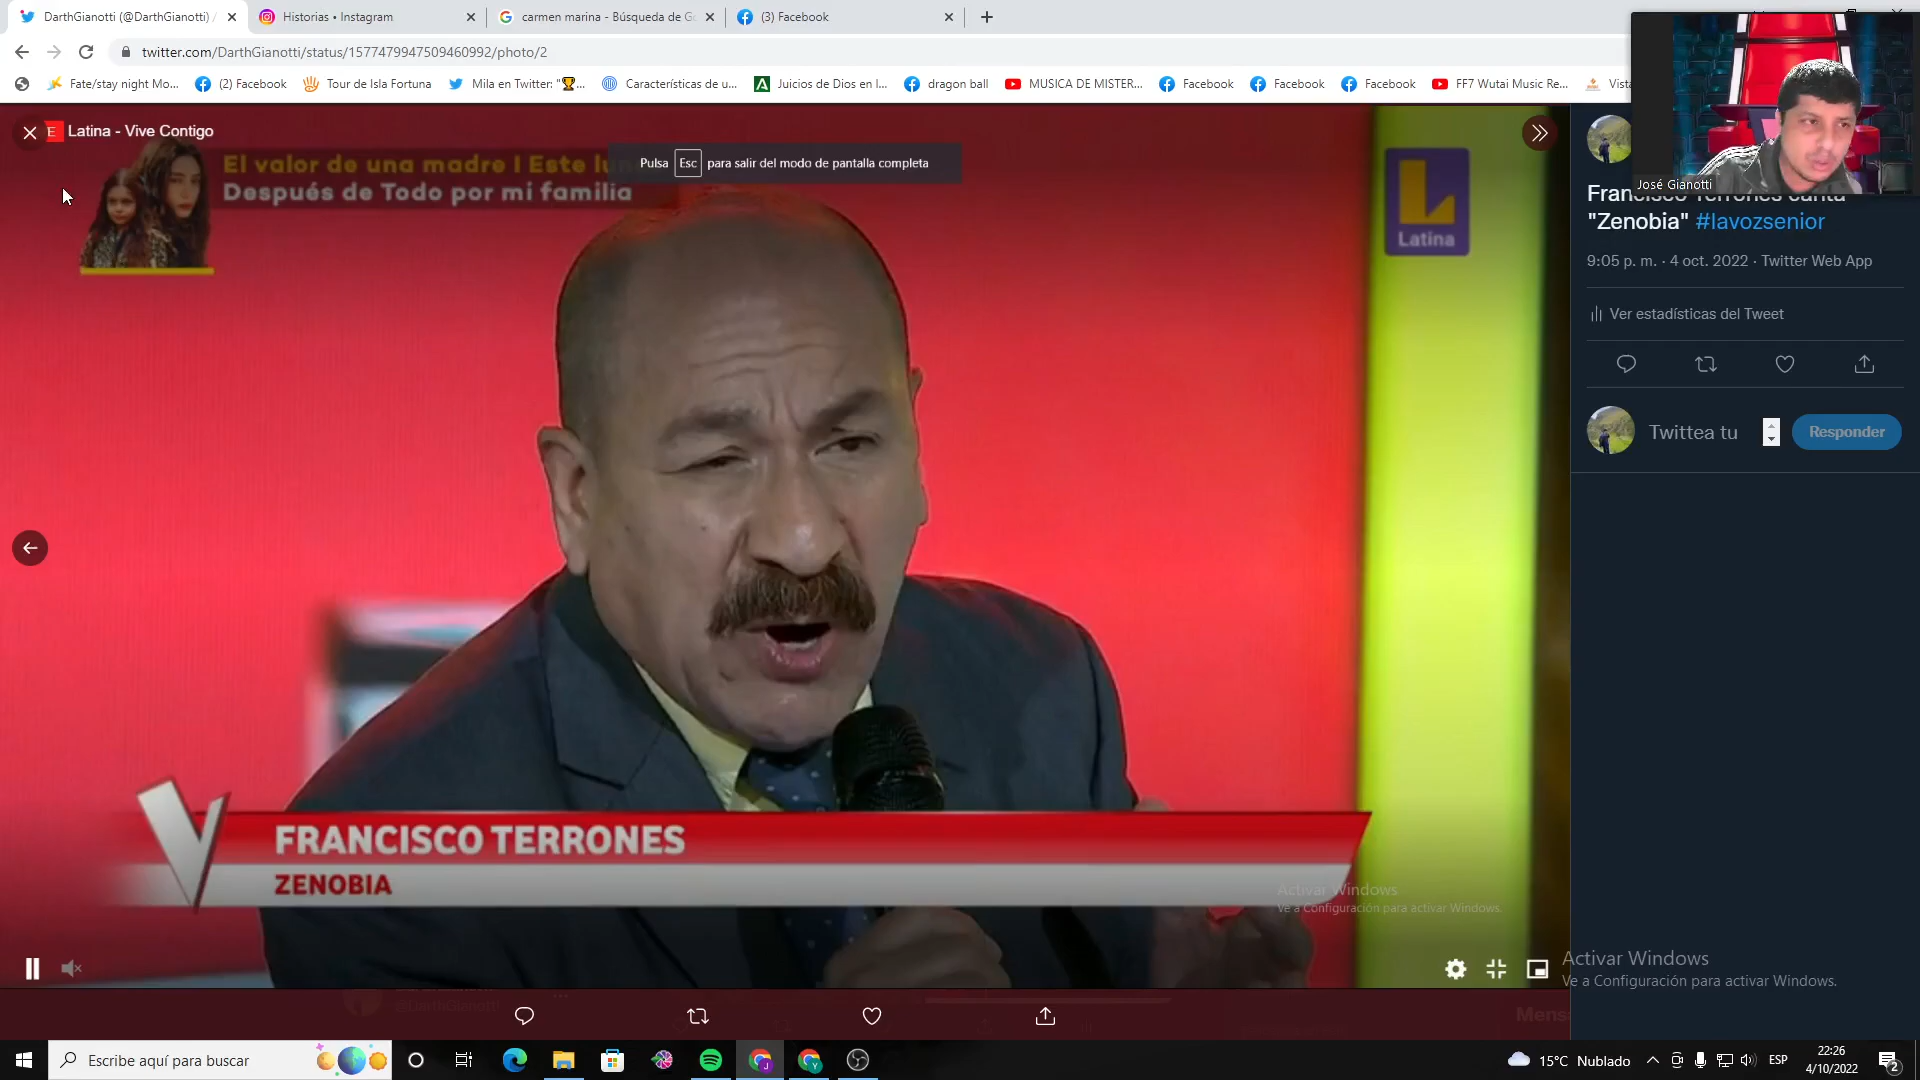 DarthGianotti (@DarthGianotti) /
Historias • Instagram
carmen marina - Búsqueda de Go
(3) Facebook
twitter.com/DarthGianotti/status/1577479947509460992/photo/2
Fate/stay night Mo...
(2) Facebook
Tour de Isla Fortuna
Mila en Twitter: "🏆...
Características de u...
Juicios de Dios en l...
dragon ball
MUSICA DE MISTER...
Facebook
Facebook
Facebook
FF7 Wutai Music Re...
E Latina - Vive Contigo
El valor de una madre I Este
Después de Todo por mi familia
Pulsa Esc para salir del modo de pantalla completa
Latina
José Gianotti
"Zenobia" #lavozsenior
9:05 p. m. · 4 oct. 2022 · Twitter Web App
Ver estadísticas del Tweet
Twittea tu
Responder
FRANCISCO TERRONES
ZENOBIA
Activar Windows
Ve a Configuración para activar Windows.
Activar Windows
Ve a Configuración para activar Windows.
Escribe aquí para buscar
15°C Nublado
ESP
22:26
4/10/2022
2